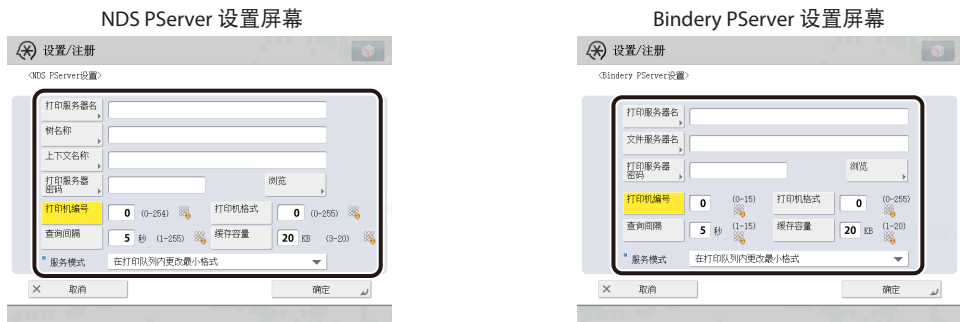 NDS PServer 设置屏幕
设置/注册
<NDS PServer设置>
打印服务器名
树名称
上下文名称
打印服务器
密码
浏览
打印机编号 0 (0-254) 打印机格式 0 (0-255)
查询间隔 5 秒 (1-255) 缓存容量 20 KB (3-20)
服务模式 在打印队列内更改最小格式
× 取消 确定
Bindery PServer 设置屏幕
设置/注册
<Bindery PServer设置>
打印服务器名
文件服务器名
打印服务器
密码
浏览
打印机编号 0 (0-15) 打印机格式 0 (0-255)
查询间隔 5 秒 (1-15) 缓存容量 20 KB (1-20)
服务模式 在打印队列内更改最小格式
× 取消 确定